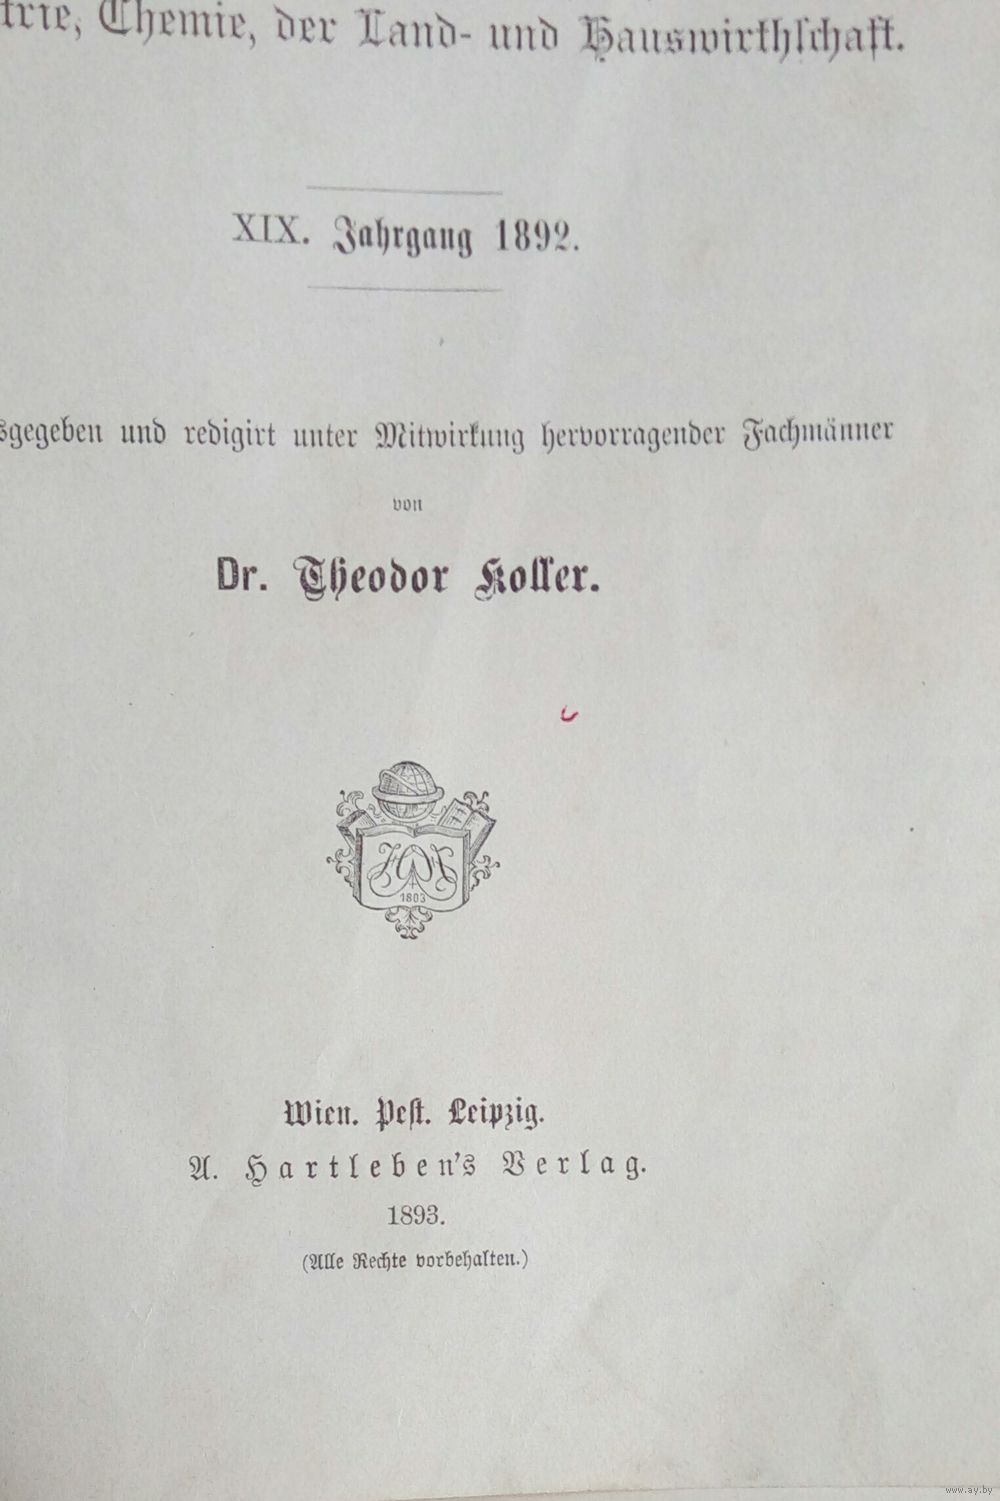 trie, Chemie, der Land- und Hauswirthschaft.
XIX. Jahrgang 1892.
sgegeben und redigirt unter Mitwirkung hervorragender Fachmänner
von
Dr. Theodor Koller.
1803
Wien. Pest. Leipzig.
A. Hartleben's Verlag.
1893.
(Alle Rechte vorbehalten.)
www.ay.by